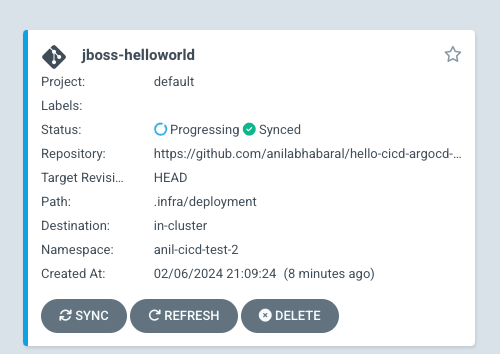 jboss-helloworld
Project: default
Labels:
Status: Progressing Synced
Repository: https://github.com/anilabhabaral/hello-cicd-argocd-...
Target Revisi... HEAD
Path: .infra/deployment
Destination: in-cluster
Namespace: anil-cicd-test-2
Created At: 02/06/2024 21:09:24 (8 minutes ago)
SYNC REFRESH DELETE